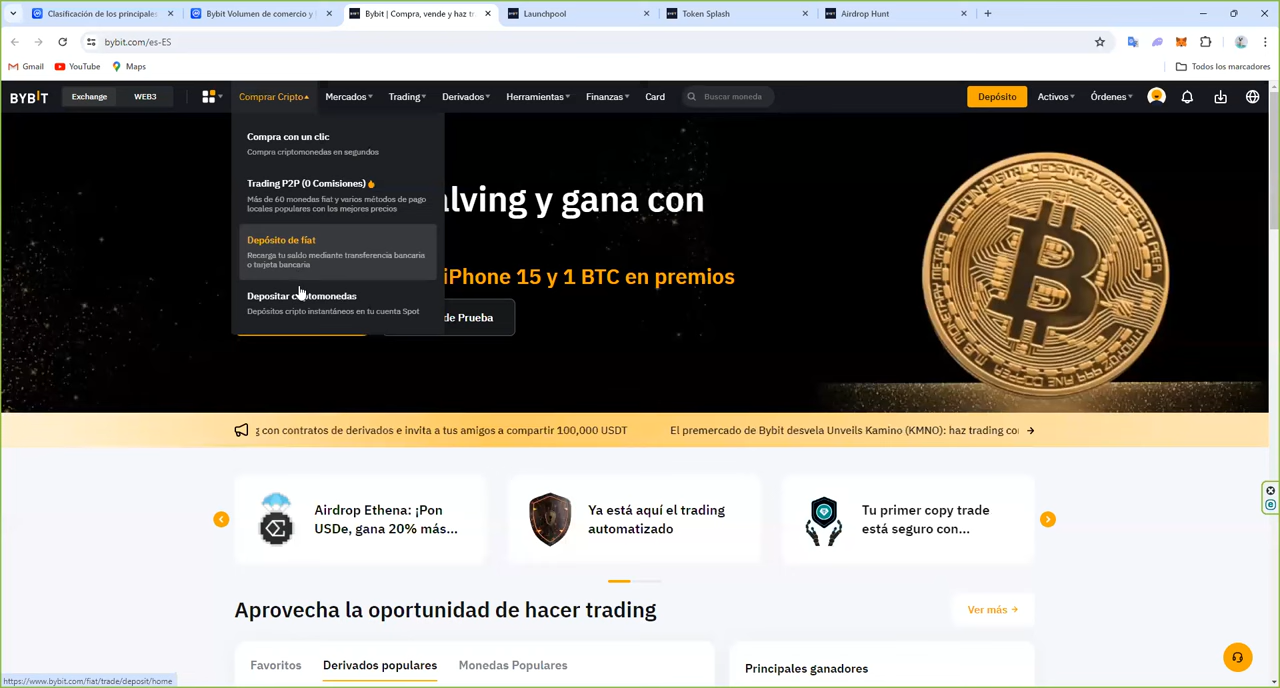 Clasificación de los principales
Bybit Volumen de comercio y
Bybit | Compra, vende y haz tr
Launchpool
Token Splash
Airdrop Hunt
bybit.com/es-ES
Gmail
YouTube
Maps
Todos los marcadores
BYBIT
Exchange
WEB3
Comprar Cripto
Mercados
Trading
Derivados
Herramientas
Finanzas
Card
Buscar moneda
Depósito
Activos
Órdenes
Compra con un clic
Compra criptomonedas en segundos
Trading P2P (0 Comisiones)
Más de 60 monedas fiat y varios métodos de pago
locales populares con los mejores precios
Depósito de fiat
Recarga tu saldo mediante transferencia bancaria
o tarjeta bancaria
Depositar criptomonedas
Depósitos cripto instantáneos en tu cuenta Spot
alving y gana con
iPhone 15 y 1 BTC en premios
de Prueba
g con contratos de derivados e invita a tus amigos a compartir 100,000 USDT
El premercado de Bybit desvela Unveils Kamino (KMNO): haz trading co
Airdrop Ethena: ¡Pon
USDe, gana 20% más...
Ya está aquí el trading
automatizado
Tu primer copy trade
está seguro con...
Aprovecha la oportunidad de hacer trading
Ver más
Favoritos
Derivados populares
Monedas Populares
Principales ganadores
https://www.bybit.com/fiat/trade/deposit/home